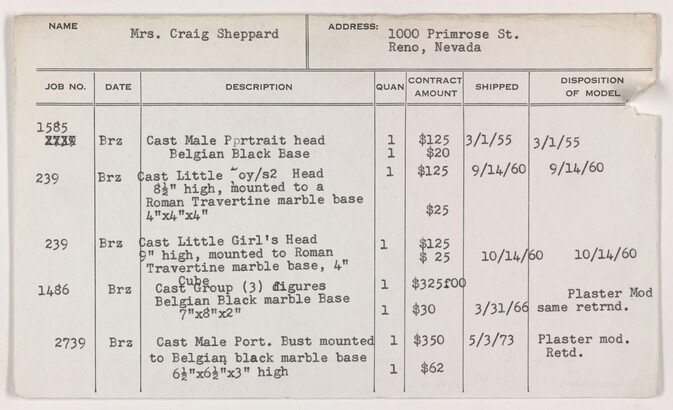 NAME Mrs. Craig Sheppard ADDRESS: 1000 Primrose St.
Reno, Nevada
JOB NO. DATE DESCRIPTION QUAN CONTRACT AMOUNT SHIPPED DISPOSITION OF MODEL
1585
Brz Cast Male Portrait head 1 $125 3/1/55 3/1/55
Belgian Black Base 1 $20
239 Brz Cast Little oy/s2 Head 1 $125 9/14/60 9/14/60
8½" high, mounted to a
Roman Travertine marble base
4"x4"x4" $25
239 Brz Cast Little Girl's Head 1 $125
9" high, mounted to Roman $ 25 10/14/60 10/14/60
Travertine marble base, 4"
Cube
1486 Brz Cast Group (3) figures 1 $325f00
Belgian Black marble Base Plaster Mod
7"x8"x2" 1 $30 3/31/66 same retrnd.
2739 Brz Cast Male Port. Bust mounted 1 $350 5/3/73 Plaster mod.
to Belgian black marble base Retd.
6½"x6½"x3" high 1 $62